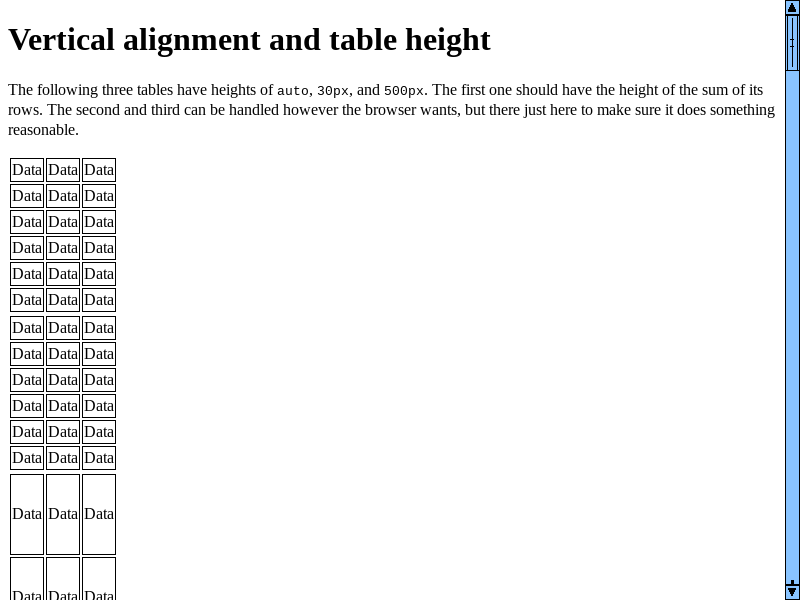 Vertical alignment and table height
The following three tables have heights of auto, 30px, and 500px. The first one should have the height of the sum of its
rows. The second and third can be handled however the browser wants, but there just here to make sure it does something
reasonable.
Data Data Data
Data Data Data
Data Data Data
Data Data Data
Data Data Data
Data Data Data
Data Data Data
Data Data Data
Data Data Data
Data Data Data
Data Data Data
Data Data Data
Data Data Data
Data Data Data